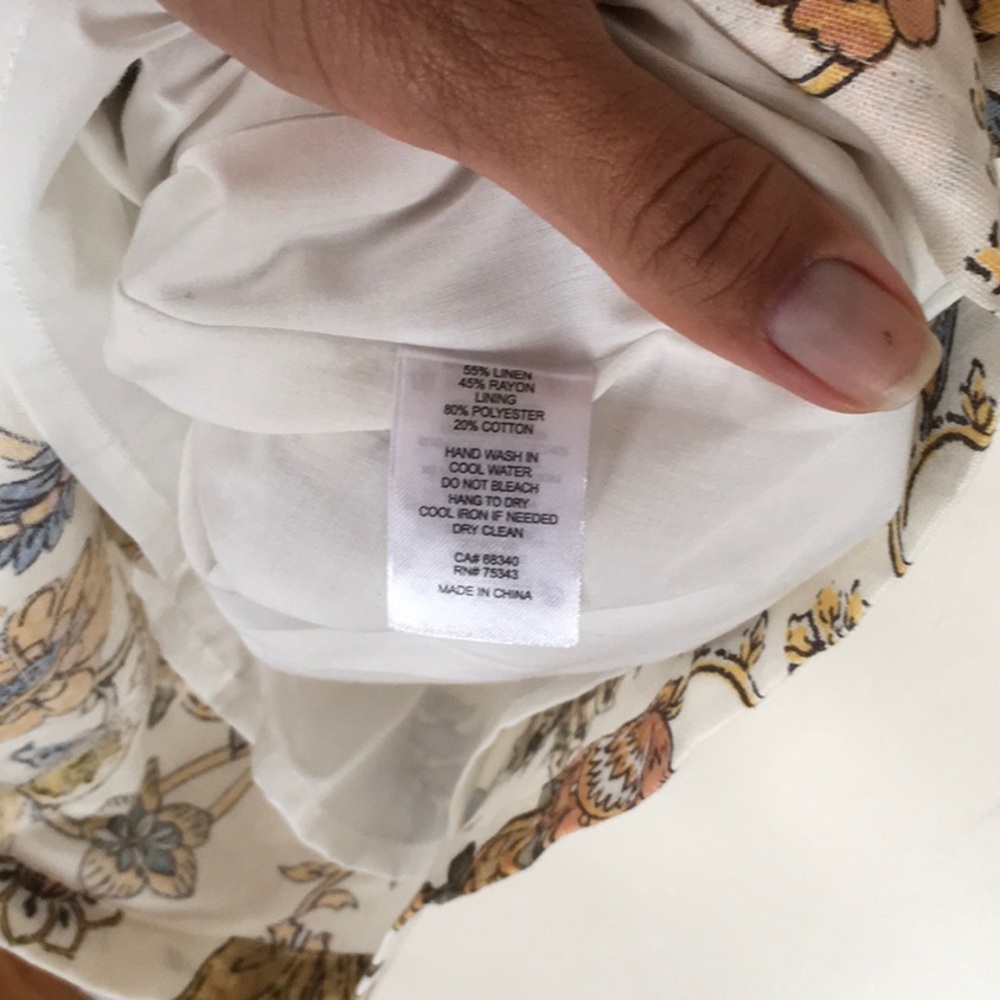 55% LINEN
45% RAYON
LINING
80% POLYESTER
20% COTTON
HAND WASH IN
COOL WATER
DO NOT BLEACH
HANG TO DRY
COOL IRON IF NEEDED
DRY CLEAN
CA# 68340
RN# 75343
MADE IN CHINA